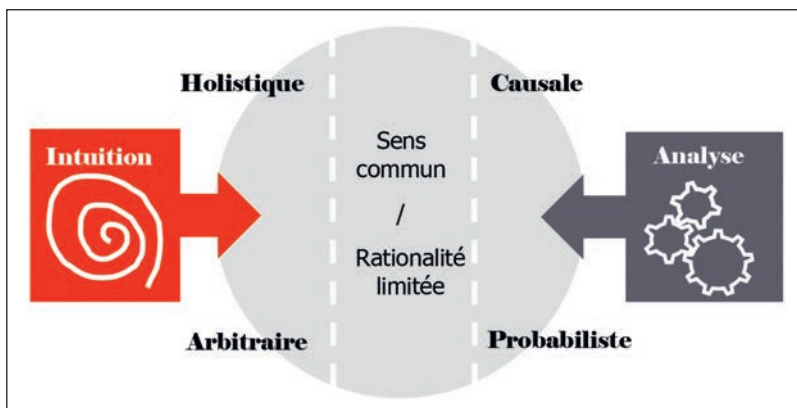 Holistique
Causale
Intuition
Sens
commun
/
Rationalité
limitée
Analyse
Arbitraire
Probabiliste